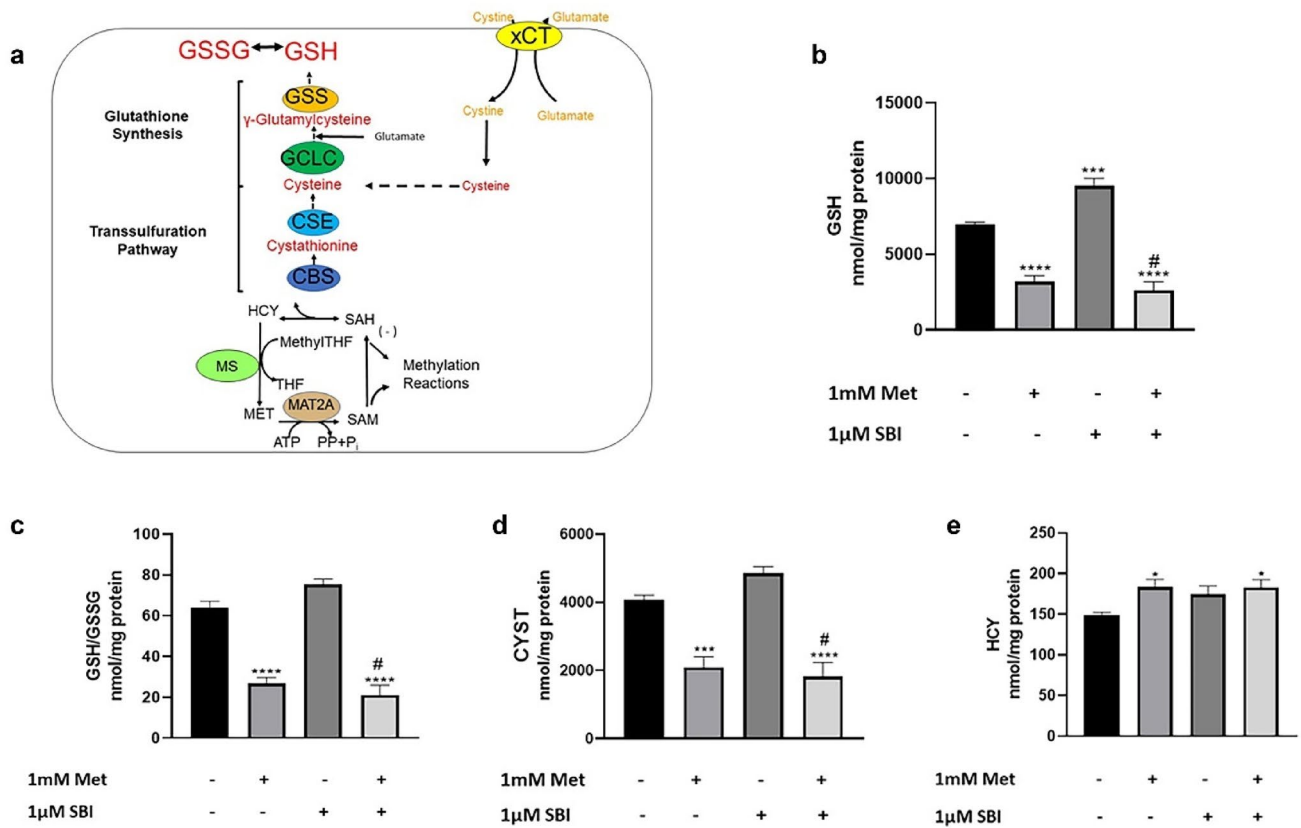 a
Cystine Glutamate
xCT
GSSG GSH
GSS
γ-Glutamylcysteine
Glutathione
Synthesis
Glutamate
GCLC
Cysteine
Cystine Glutamate
Cysteine
CSE
Transsulfuration
Pathway
Cystathionine
CBS
HCY SAH
(-)
MethylTHF
MS
Methylation
Reactions
THF
MAT2A
MET SAM
ATP PP+Pi
b
GSH
nmol/mg protein
15000
10000
5000
0
****
***
#
****
1mM Met - + - +
1µM SBI - - + +
c
GSH/GSSG
nmol/mg protein
100
80
60
40
20
0
****
#
****
1mM Met - + - +
1µM SBI - - + +
d
CYST
nmol/mg protein
6000
4000
2000
0
***
#
****
1mM Met - + - +
1µM SBI - - + +
e
HCY
nmol/mg protein
250
200
150
100
50
0
*
*
1mM Met - + - +
1µM SBI - - + +